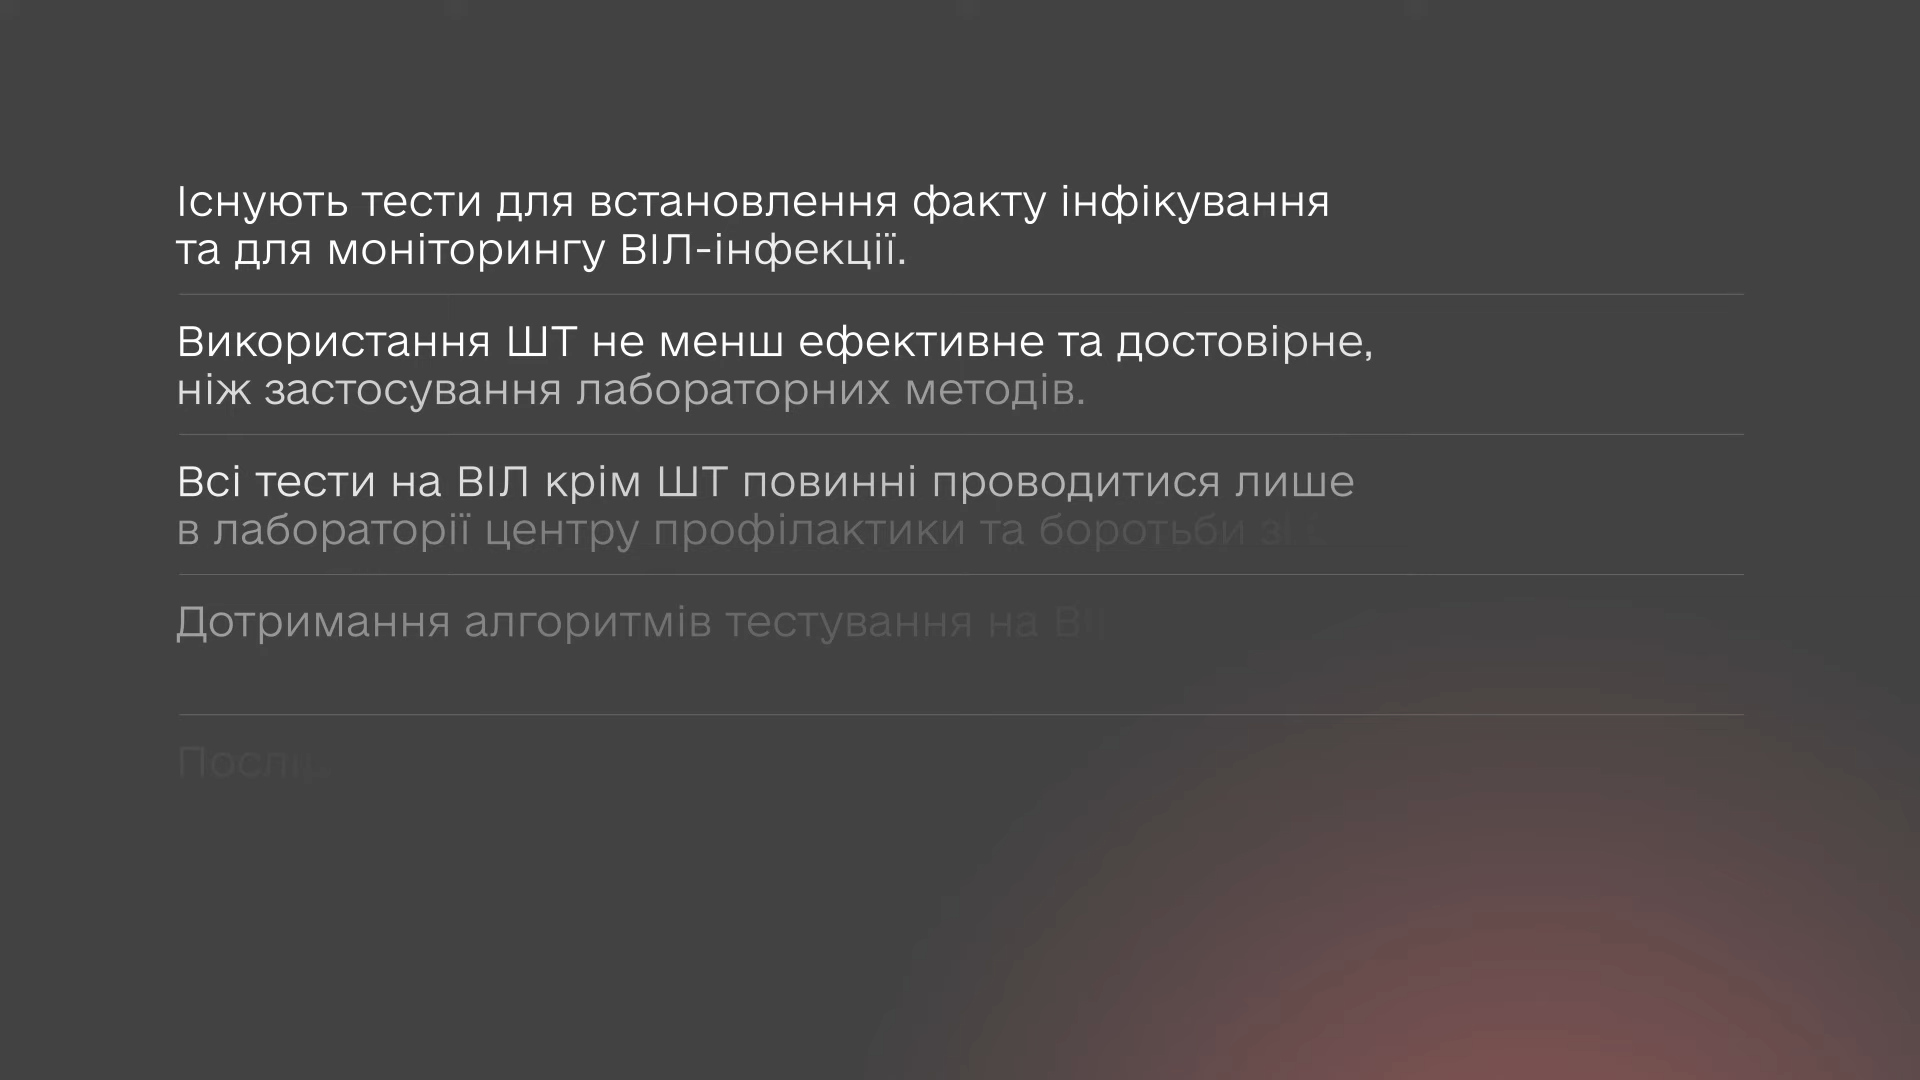 Існують тести для встановлення факту інфікування
та для моніторингу ВІЛ-інфекції.
Використання ШТ не менш ефективне та достовірне,
ніж застосування лабораторних методів.
Всі тести на ВІЛ крім ШТ повинні проводитися лише
в лабораторії центру профілактики та боротьби зі
Дотримання алгоритмів тестування на